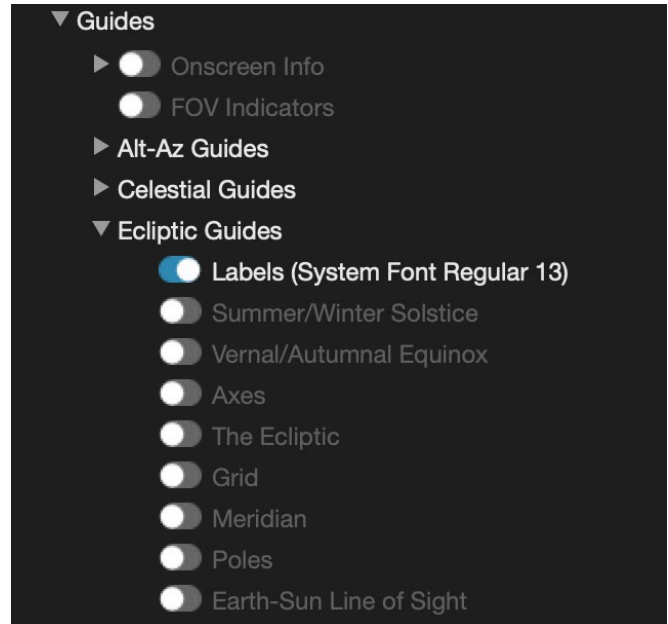 Guides
Onscreen Info
FOV Indicators
Alt-Az Guides
Celestial Guides
Ecliptic Guides
Labels (System Font Regular 13)
Summer/Winter Solstice
Vernal/Autumnal Equinox
Axes
The Ecliptic
Grid
Meridian
Poles
Earth-Sun Line of Sight